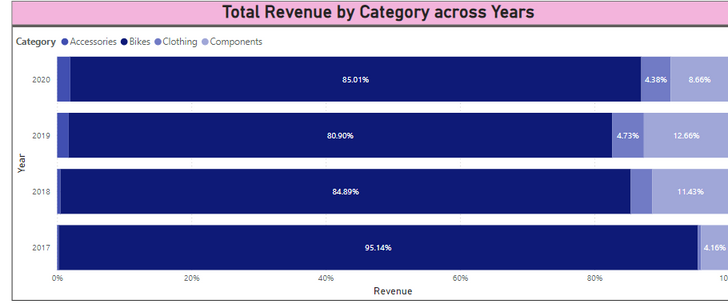 Total Revenue by Category across Years
Category Accessories Bikes Clothing Components
2020 85.01% 4.38% 8.66%
2019 80.90% 4.73% 12.66%
Year
2018 84.89% 11.43%
2017 95.14% 4.16%
0% 20% 40% 60% 80% 10
Revenue